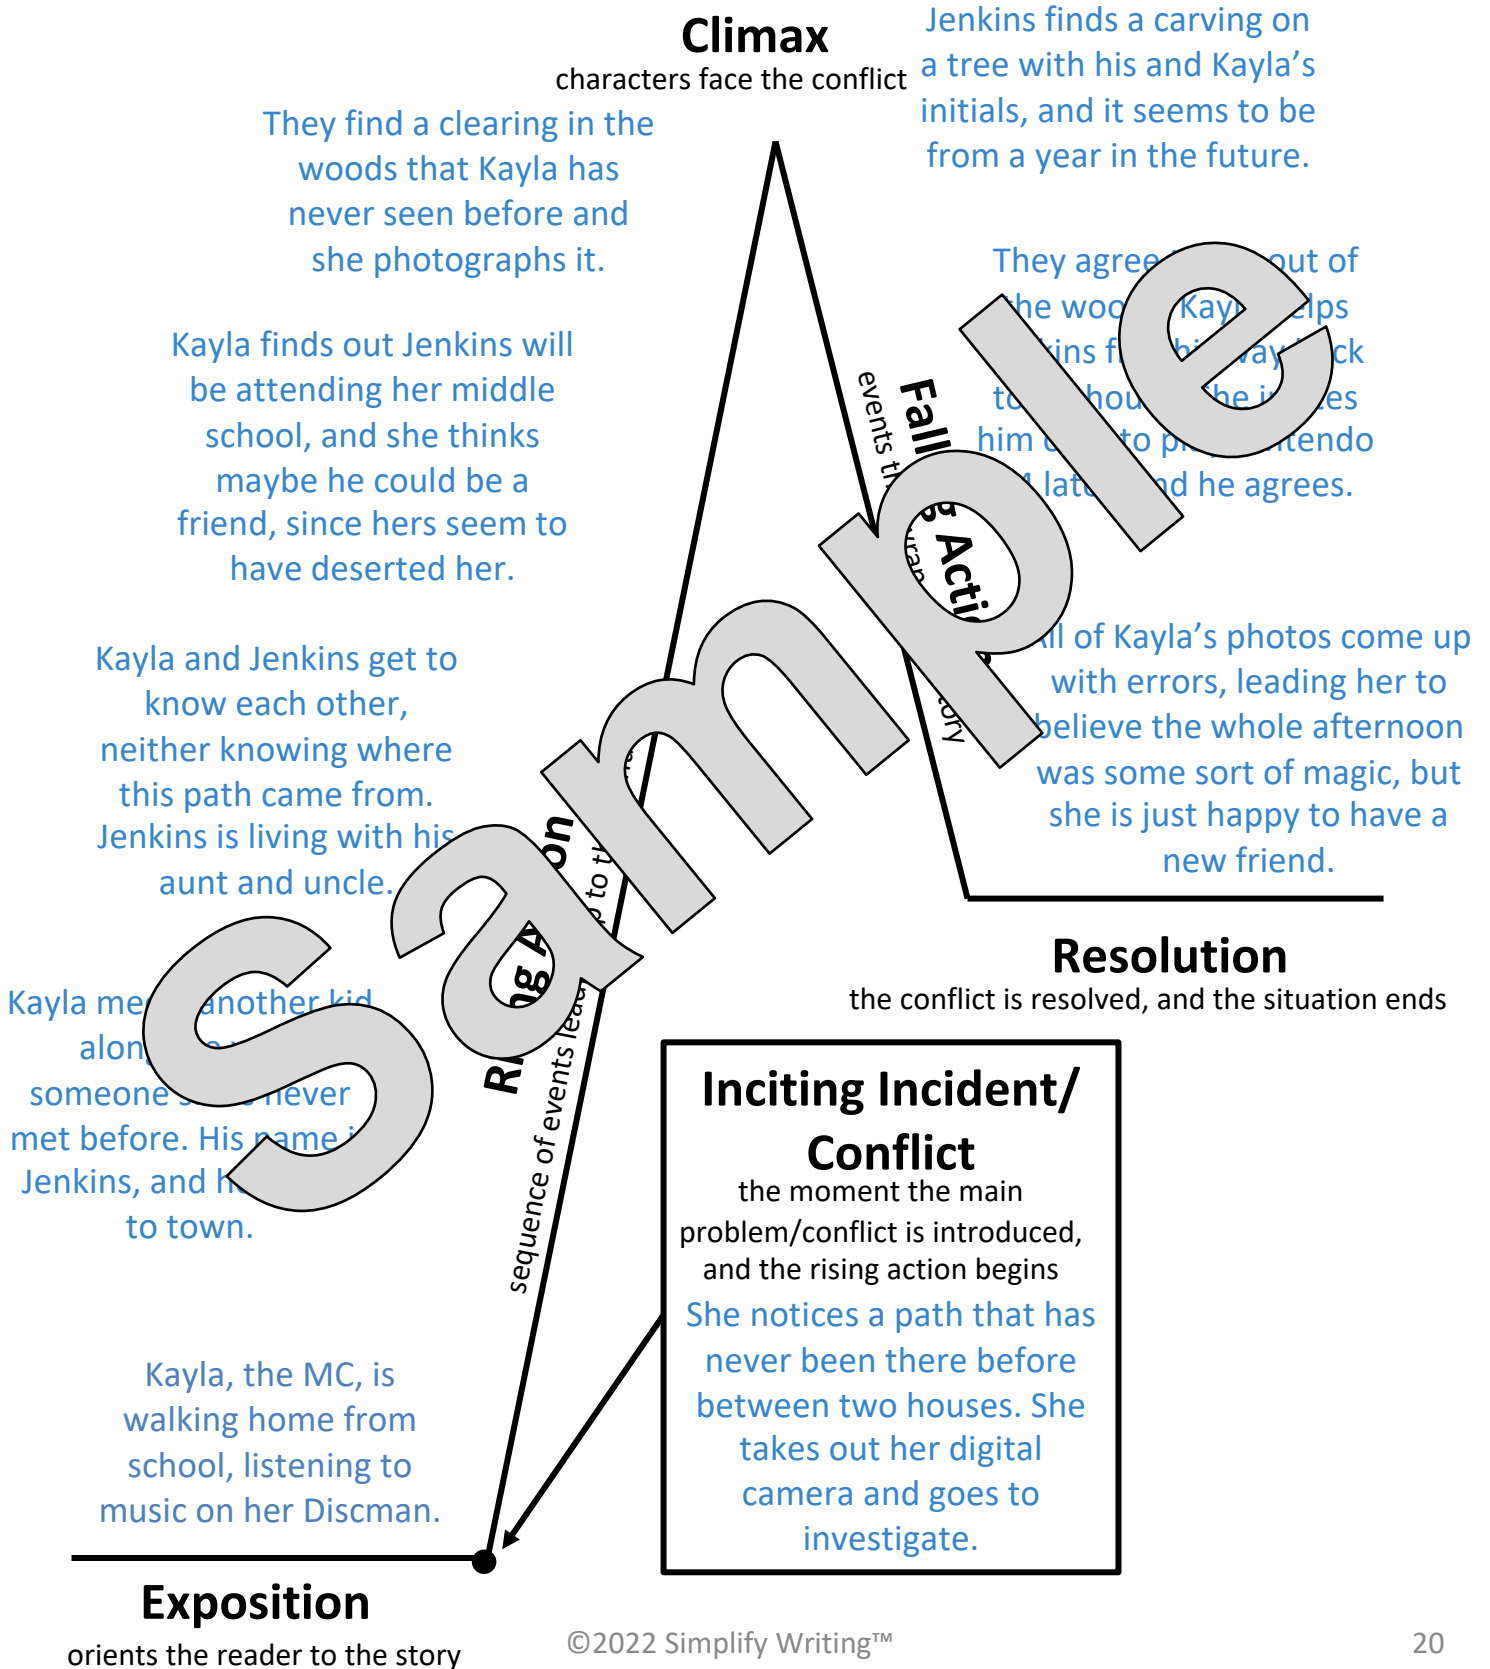 Climax
characters face the conflict
Jenkins finds a carving on
a tree with his and Kayla’s
initials, and it seems to be
from a year in the future.
They find a clearing in the
woods that Kayla has
never seen before and
she photographs it.
They agree out of
the
Kayla finds out Jenkins will
be attending her middle
school, and she thinks
maybe he could be a
friend, since hers seem to
have deserted her.
him to
and he agrees.
events
Falling Action
Kayla and Jenkins get to
know each other,
neither knowing where
this path came from.
Jenkins is living with his
aunt and uncle.
All of Kayla’s photos come up
with errors, leading her to
believe the whole afternoon
was some sort of magic, but
she is just happy to have a
new friend.
Resolution
the conflict is resolved, and the situation ends
Rising Action
sequence of events
to
Kayla another kid
someone never
met before. His name
Jenkins, and
to town.
Sample
Inciting Incident/
Conflict
the moment the main
problem/conflict is introduced,
and the rising action begins
She notices a path that has
never been there before
between two houses. She
takes out her digital
camera and goes to
investigate.
Kayla, the MC, is
walking home from
school, listening to
music on her Discman.
Exposition
orients the reader to the story
©2022 Simplify Writing™
20